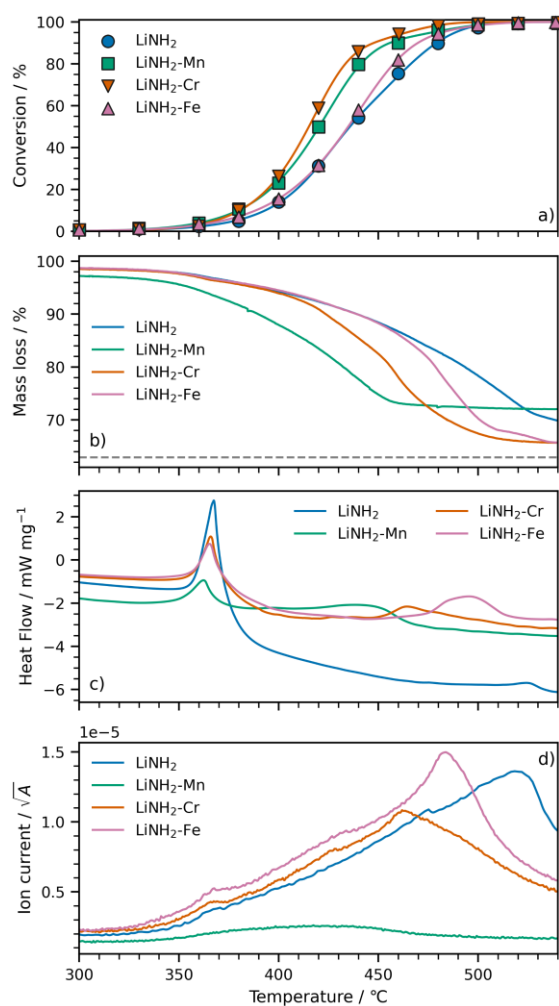 100
80
60
40
20
0
Conversion / %
LiNH₂
LiNH₂-Mn
LiNH₂-Cr
LiNH₂-Fe
a)
100
90
80
70
Mass loss / %
LiNH₂
LiNH₂-Mn
LiNH₂-Cr
LiNH₂-Fe
b)
2
0
−2
−4
−6
Heat Flow / mW mg⁻¹
LiNH₂
LiNH₂-Mn
LiNH₂-Cr
LiNH₂-Fe
c)
1e−5
1.5
1.0
0.5
Ion current / √A
LiNH₂
LiNH₂-Mn
LiNH₂-Cr
LiNH₂-Fe
d)
300 350 400 450 500
Temperature / °C